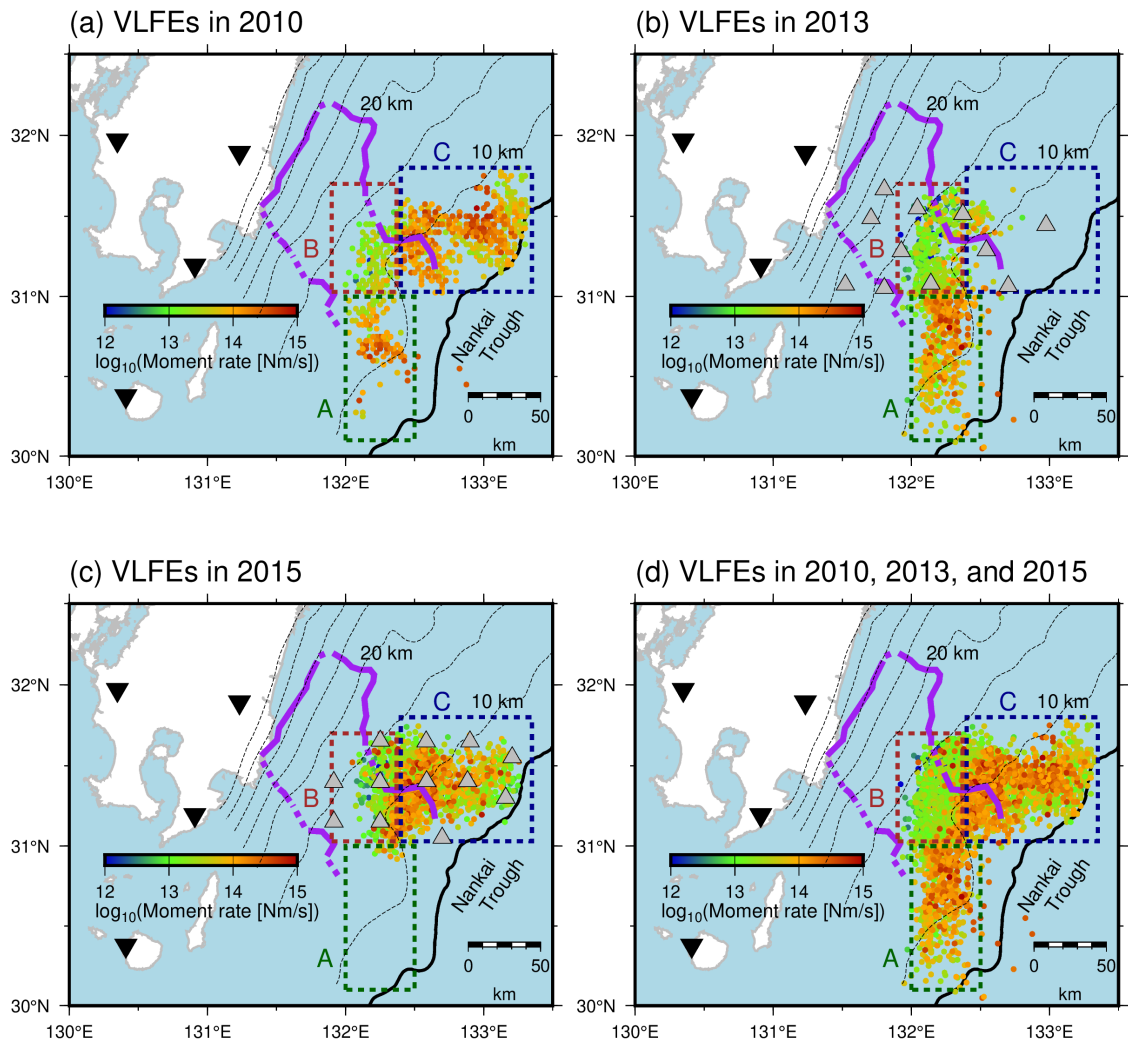 (a) VLFEs in 2010
20 km
C
10 km
32°N
B
31°N
12 13 14 15
log10(Moment rate [Nm/s])
Nankai
Trough
A
0 50
km
30°N
130°E 131°E 132°E 133°E
(b) VLFEs in 2013
20 km
C
10 km
32°N
B
31°N
12 13 14 15
log10(Moment rate [Nm/s])
Nankai
Trough
A
0 50
km
30°N
130°E 131°E 132°E 133°E
(c) VLFEs in 2015
20 km
C
10 km
32°N
B
31°N
12 13 14 15
log10(Moment rate [Nm/s])
Nankai
Trough
A
0 50
km
30°N
130°E 131°E 132°E 133°E
(d) VLFEs in 2010, 2013, and 2015
20 km
C
10 km
32°N
B
31°N
12 13 14 15
log10(Moment rate [Nm/s])
Nankai
Trough
A
0 50
km
30°N
130°E 131°E 132°E 133°E